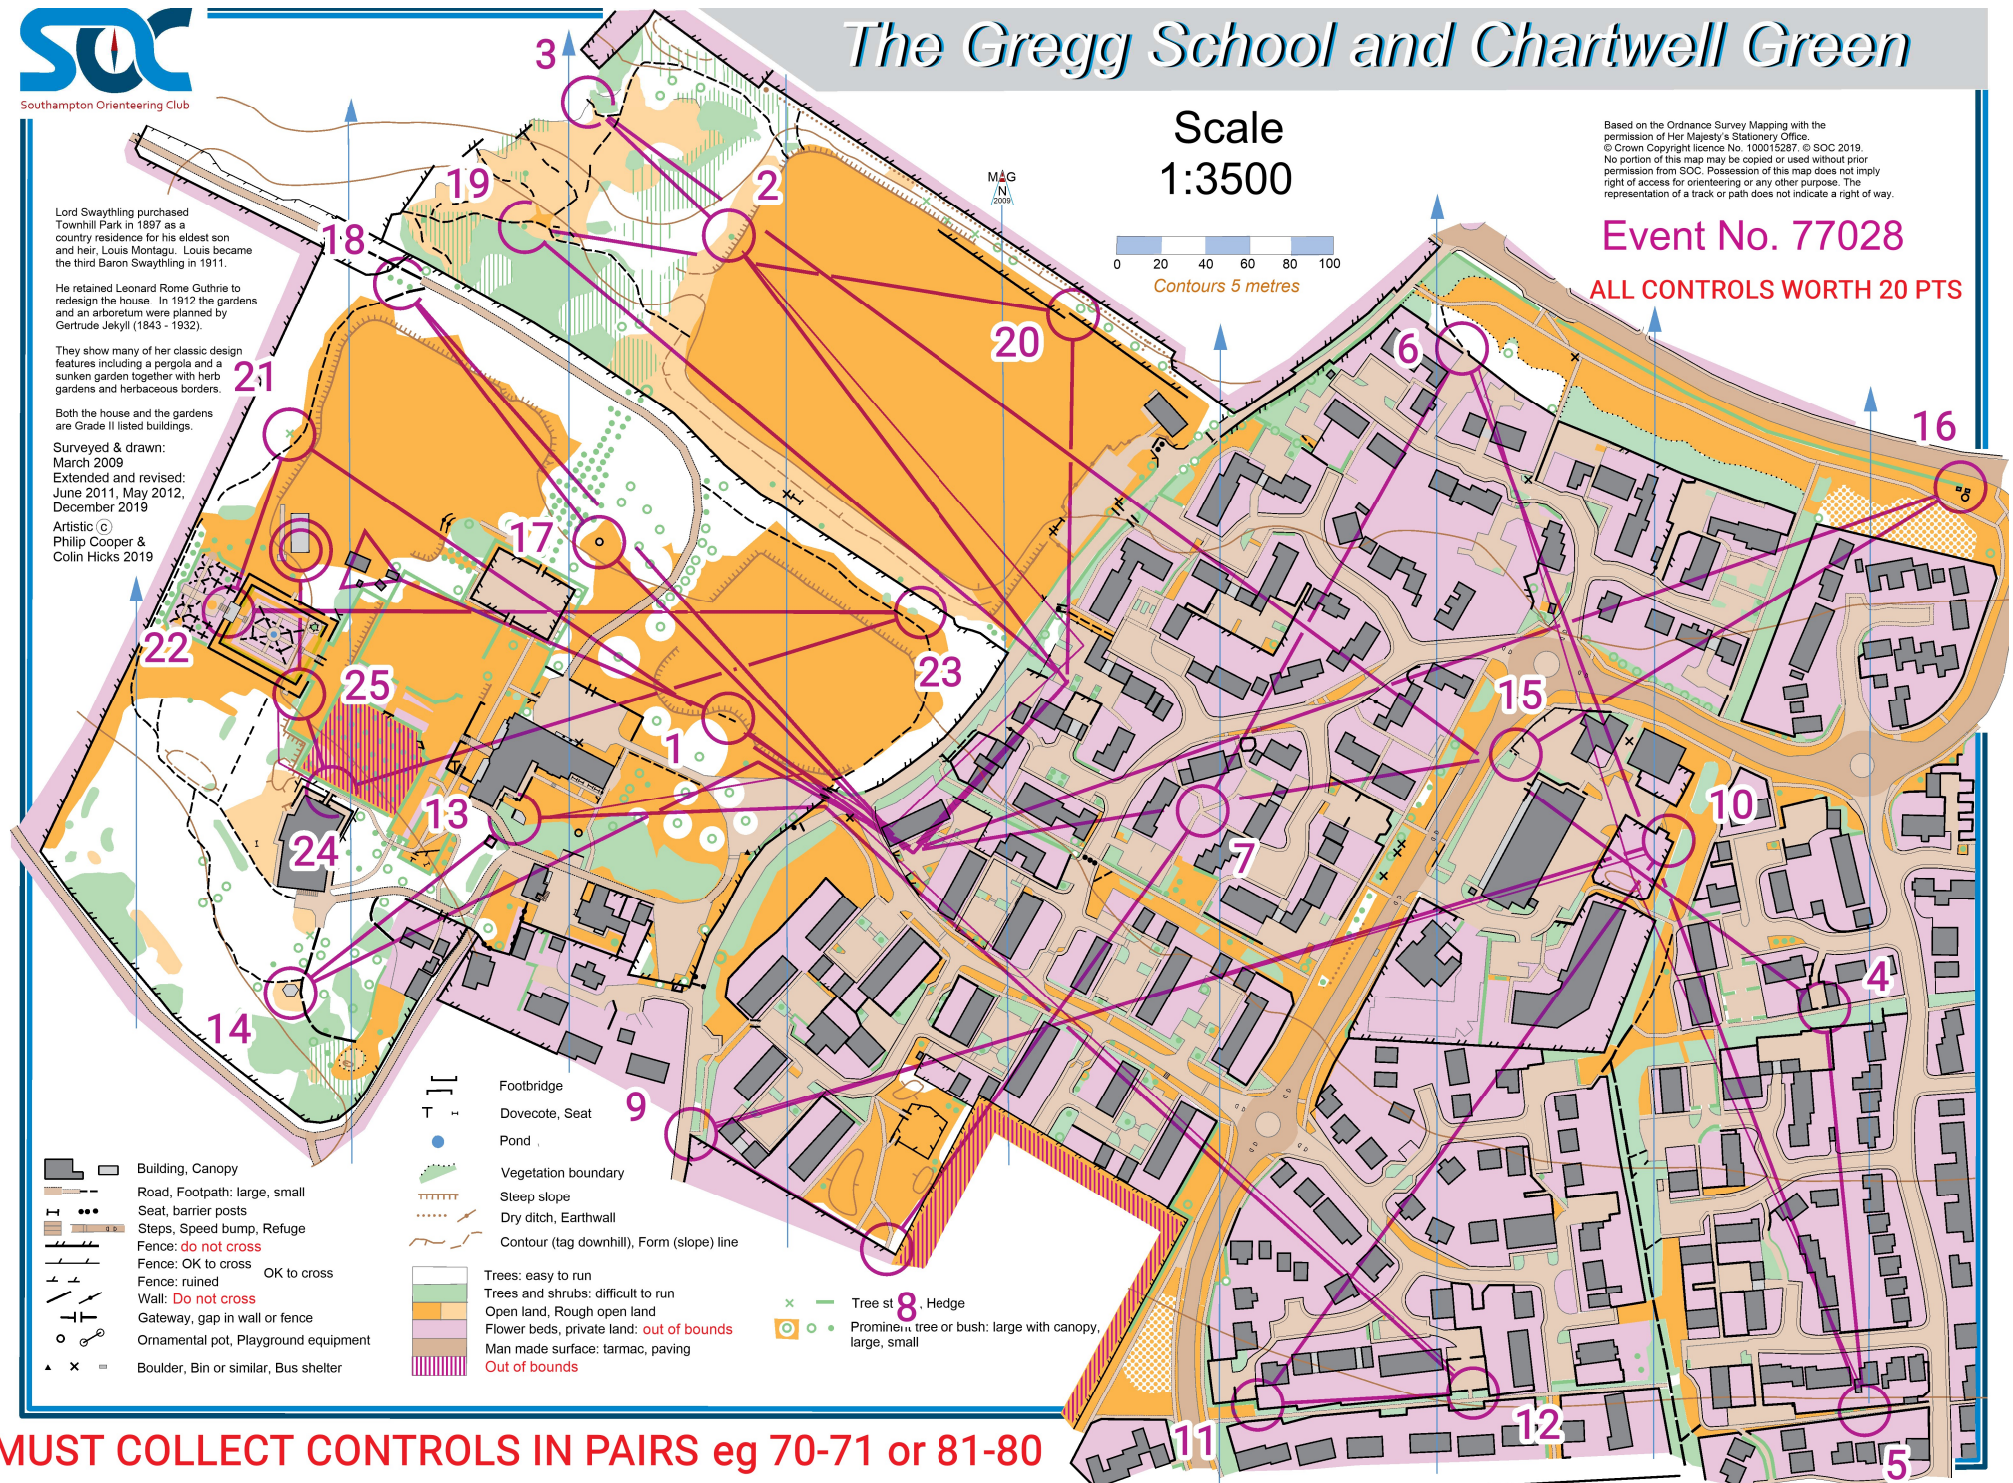 SOC
Southampton Orienteering Club
The Gregg School and Chartwell Green
Scale
1:3500
MAG
N
2009
0 20 40 60 80 100
Contours 5 metres
Based on the Ordnance Survey Mapping with the
permission of Her Majesty's Stationery Office.
© Crown Copyright licence No. 100015287. © SOC 2019.
No portion of this map may be copied or used without prior
permission from SOC. Possession of this map does not imply
right of access for orienteering or any other purpose. The
representation of a track or path does not indicate a right of way.
Event No. 77028
ALL CONTROLS WORTH 20 PTS
Lord Swaythling purchased
Townhill Park in 1897 as a
country residence for his eldest son
and heir, Louis Montagu. Louis became
the third Baron Swaythling in 1911.
He retained Leonard Rome Guthrie to
redesign the house. In 1912 the gardens
and an arboretum were planned by
Gertrude Jekyll (1843 - 1932).
They show many of her classic design
features including a pergola and a
sunken garden together with herb
gardens and herbaceous borders.
Both the house and the gardens
are Grade II listed buildings.
Surveyed & drawn:
March 2009
Extended and revised:
June 2011, May 2012,
December 2019
Artistic ©
Philip Cooper &
Colin Hicks 2019
3
19
2
18
20
6
21
16
17
22
25
23
15
1
13
7
10
24
4
14
9
8
11
12
5
Building, Canopy
Road, Footpath: large, small
Seat, barrier posts
Steps, Speed bump, Refuge
Fence: do not cross
Fence: OK to cross
Fence: ruined
OK to cross
Wall: Do not cross
Gateway, gap in wall or fence
Ornamental pot, Playground equipment
Boulder, Bin or similar, Bus shelter
Footbridge
Dovecote, Seat
Pond
Vegetation boundary
Steep slope
Dry ditch, Earthwall
Contour (tag downhill), Form (slope) line
Trees: easy to run
Trees and shrubs: difficult to run
Open land, Rough open land
Flower beds, private land: out of bounds
Man made surface: tarmac, paving
Out of bounds
Tree st , Hedge
Prominent tree or bush: large with canopy,
large, small
MUST COLLECT CONTROLS IN PAIRS eg 70-71 or 81-80